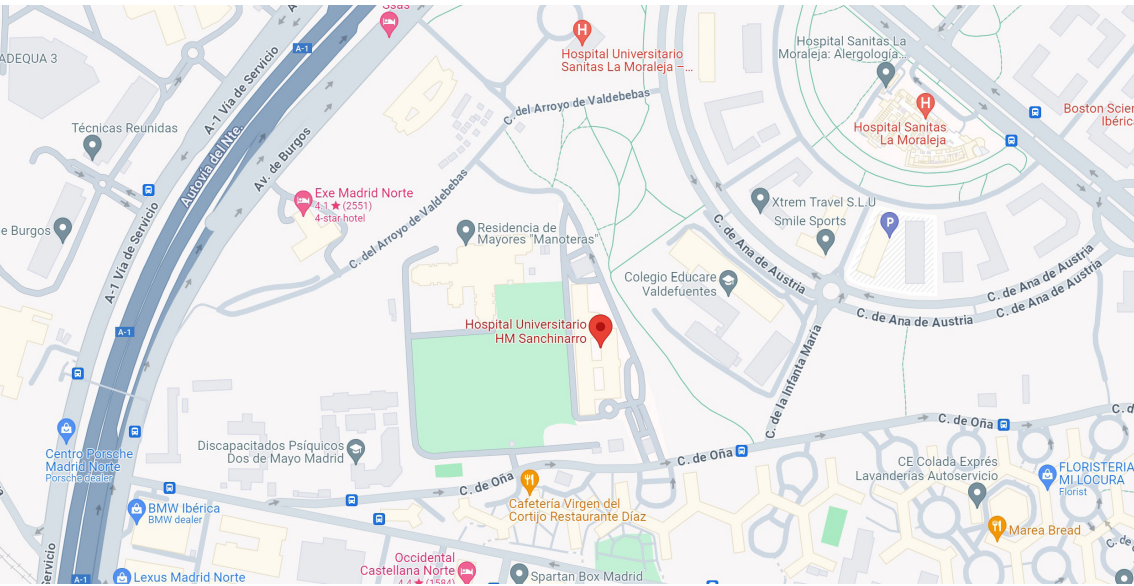 ADEQUA 3
A-1 Vía de Servicio
A-1
Hospital Universitario
Sanitas La Moraleja –...
Hospital Sanitas La
Moraleja: Alergología...
Técnicas Reunidas
Autovía del Nte.
Av. de Burgos
C. del Arroyo de Valdebebas
Hospital Sanitas
La Moraleja
Boston Scien
Ibérica
Exe Madrid Norte
4.1 ★ (2551)
4-star hotel
C. del Arroyo de Valdebebas
Xtrem Travel S.L.U
Smile Sports
P
e Burgos
Residencia de
Mayores "Manoteras"
A-1 Vía de Servicio
C. de Ana de Austria
Colegio Educare
Valdefuentes
C. de Ana de Austria
C. de Ana de Austria
C. de Ana de Austria
A-1
Hospital Universitario
HM Sanchinarro
C. de la Infanta María
C. d
C. de Oña
Discapacitados Psíquicos
Dos de Mayo Madrid
Centro Porsche
Madrid Norte
Porsche dealer
C. de Oña
CE Colada Exprés
Lavanderías Autoservicio
FLORISTERIA
MI LOCURA
Florist
C. de Oña
BMW Ibérica
BMW dealer
Cafetería Virgen del
Cortijo Restaurante Díaz
Marea Bread
C. de
Servicio
Occidental
Castellana Norte
4.4 ★ (1584)
A-1
Lexus Madrid Norte
Spartan Box Madrid